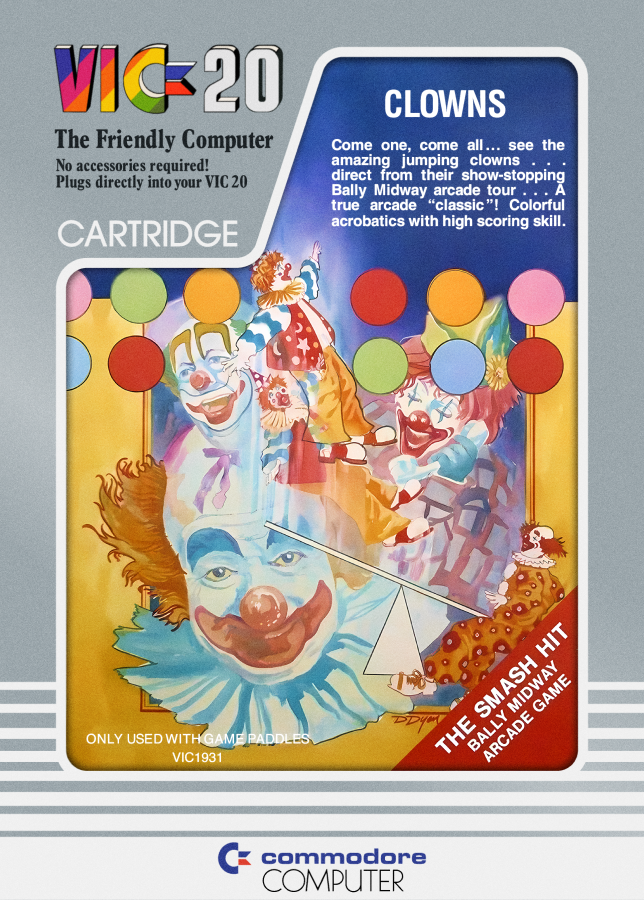 VIC-20
The Friendly Computer
No accessories required!
Plugs directly into your VIC 20
CARTRIDGE
CLOWNS
Come one, come all... see the
amazing jumping clowns . . .
direct from their show-stopping
Bally Midway arcade tour . . . A
true arcade “classic”! Colorful
acrobatics with high scoring skill.
D Dyen
THE SMASH HIT
BALLY MIDWAY
ARCADE GAME
ONLY USED WITH GAME PADDLES
VIC1931
commodore
COMPUTER